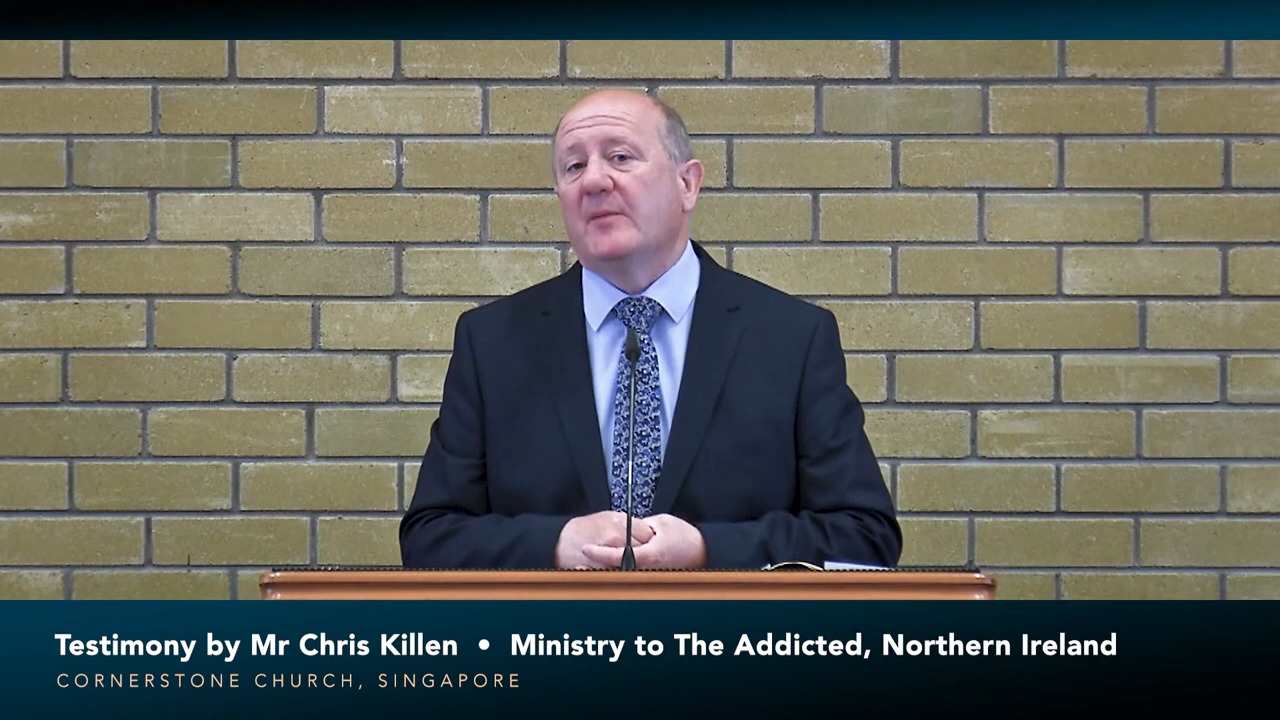 Testimony by Mr Chris Killen • Ministry to The Addicted, Northern Ireland
CORNERSTONE CHURCH, SINGAPORE